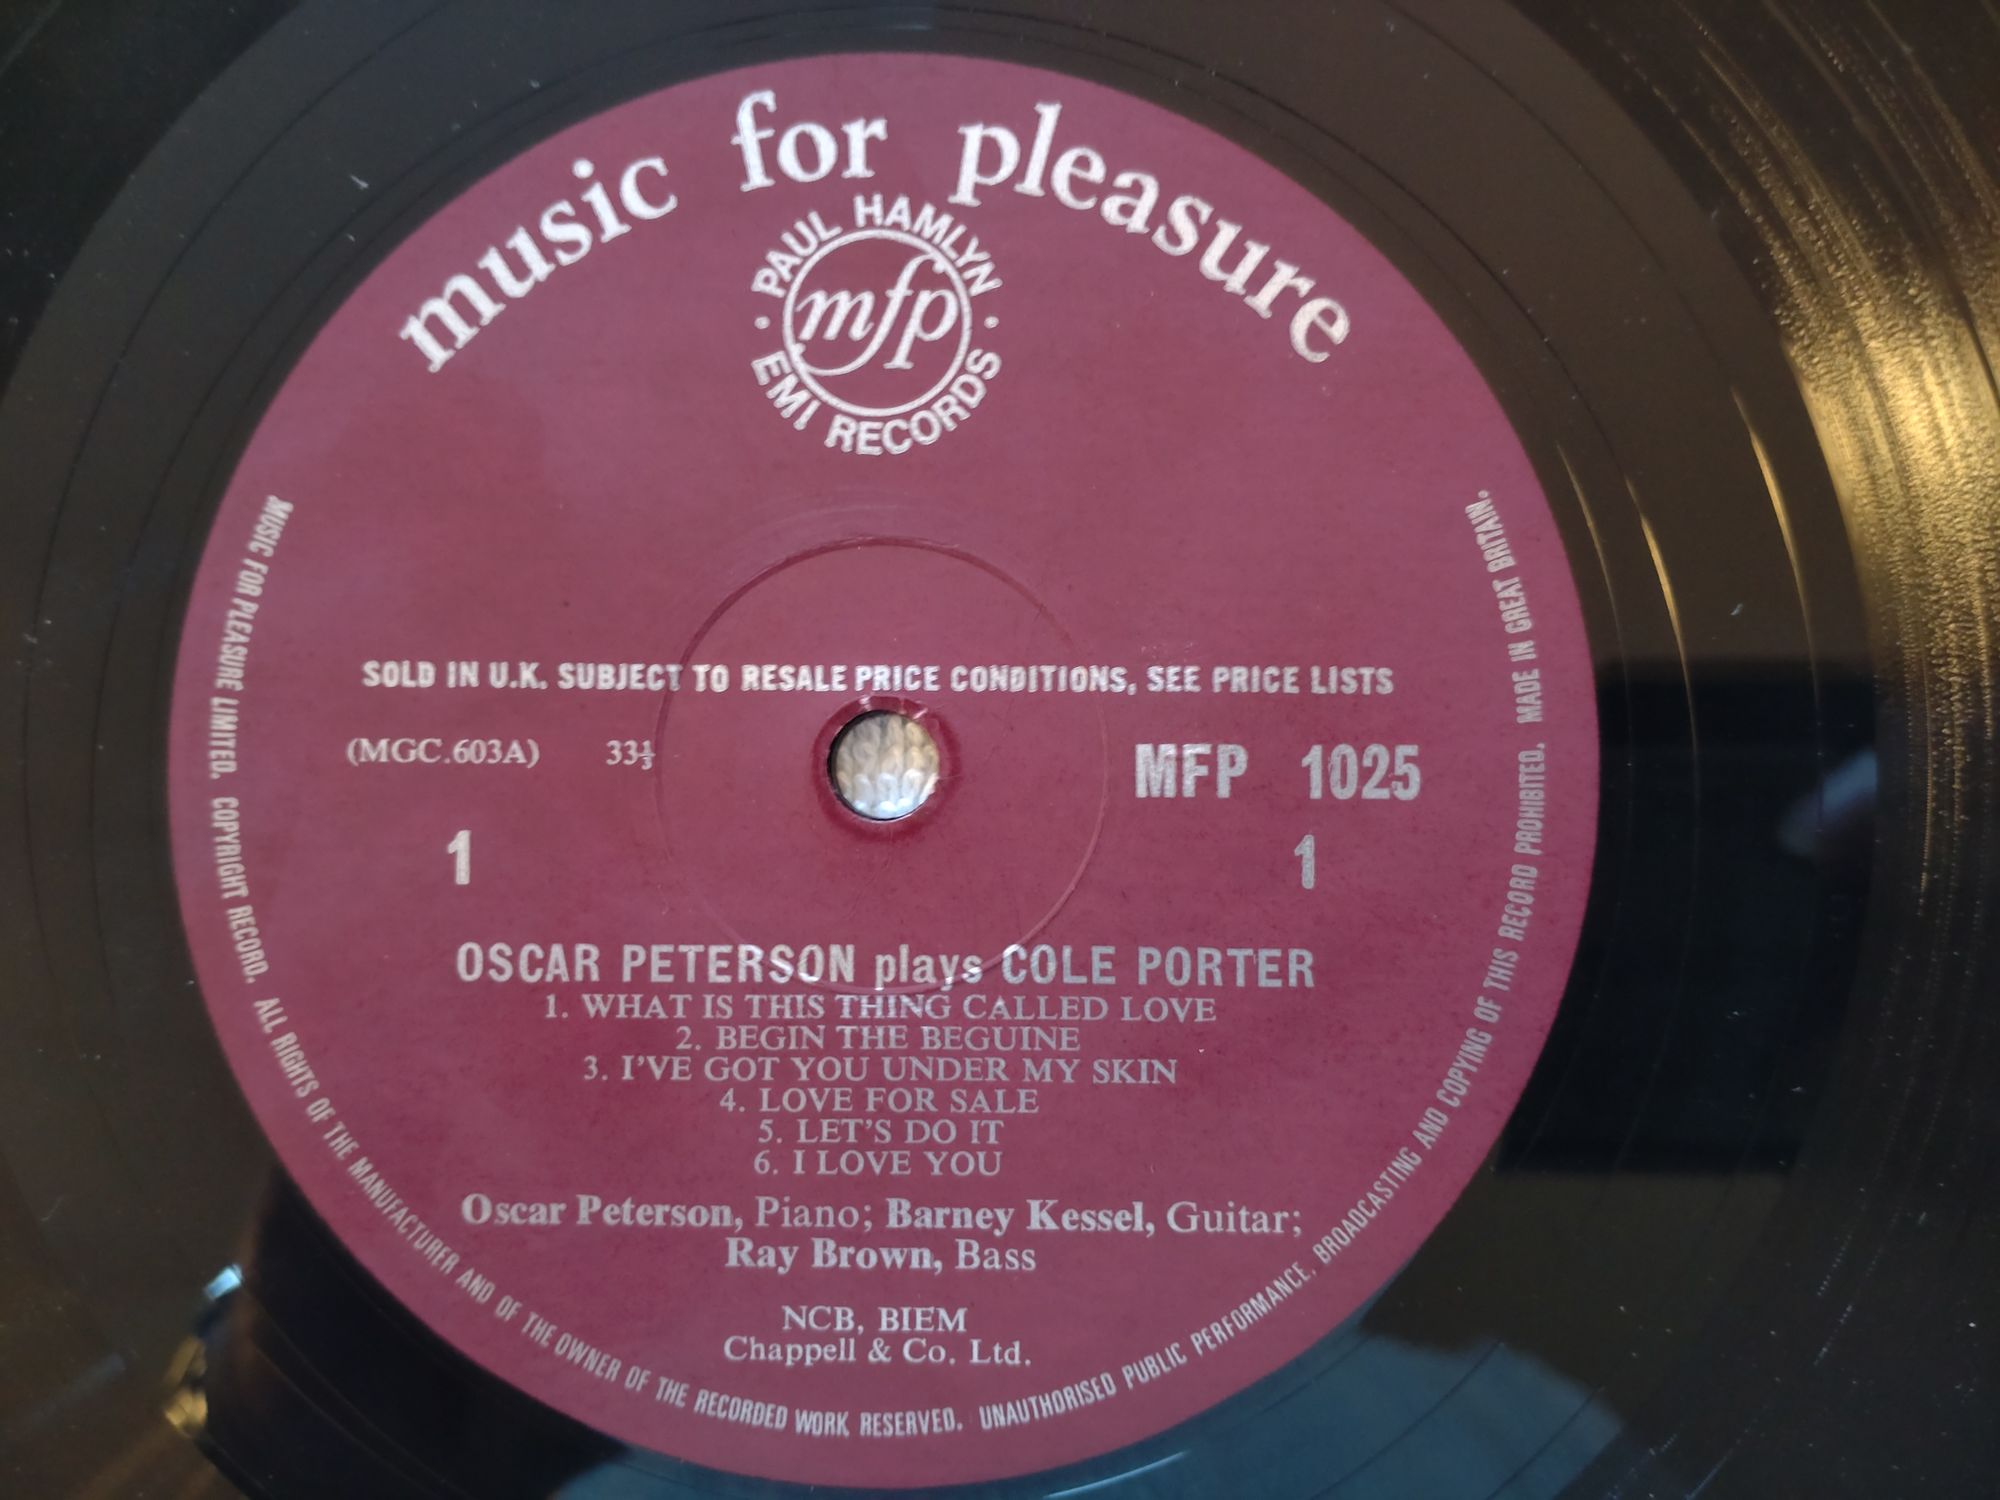 music for pleasure
PAUL HAMLYN
mfp
EMI RECORDS
SOLD IN U.K. SUBJECT TO RESALE PRICE CONDITIONS, SEE PRICE LISTS
(MGC.603A) 33⅓ MFP 1025
1 1
OSCAR PETERSON plays COLE PORTER
1. WHAT IS THIS THING CALLED LOVE
2. BEGIN THE BEGUINE
3. I'VE GOT YOU UNDER MY SKIN
4. LOVE FOR SALE
5. LET'S DO IT
6. I LOVE YOU
Oscar Peterson, Piano; Barney Kessel, Guitar;
Ray Brown, Bass
NCB, BIEM
Chappell & Co. Ltd.
MUSIC FOR PLEASURE LIMITED. COPYRIGHT RECORD. ALL RIGHTS OF THE MANUFACTURER AND OF THE OWNER OF THE RECORDED WORK RESERVED. UNAUTHORISED PUBLIC PERFORMANCE, BROADCASTING AND COPYING OF THIS RECORD PROHIBITED. MADE IN GREAT BRITAIN.